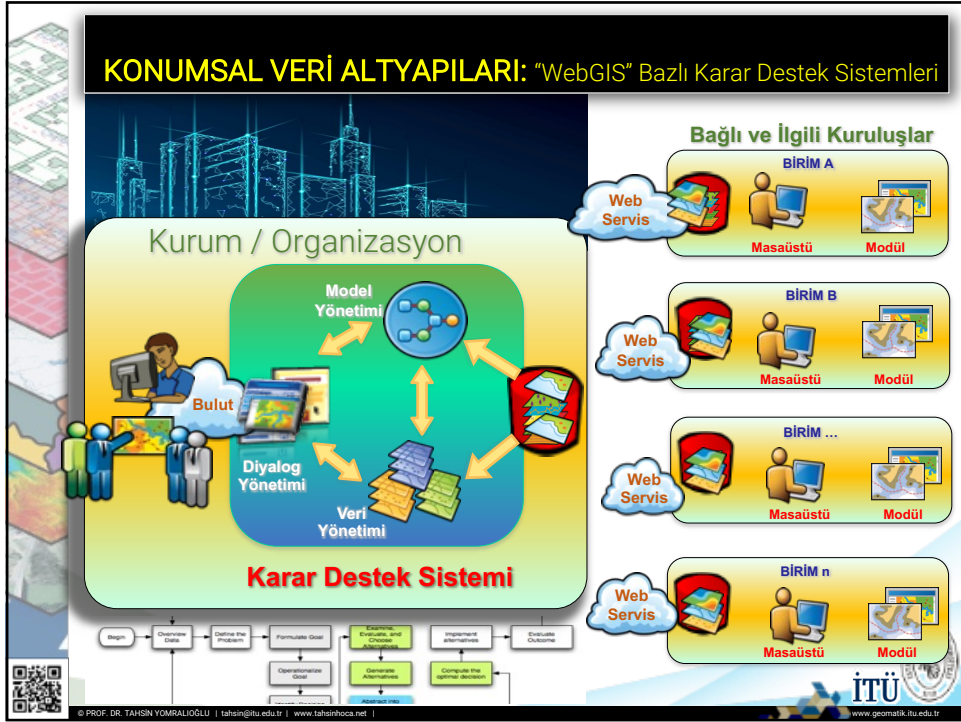 KONUMSAL VERİ ALTYAPILARI: “WebGIS” Bazlı Karar Destek Sistemleri
Bağlı ve İlgili Kuruluşlar
BİRİM A
Web
Servis
Masaüstü
Modül
BİRİM B
Web
Servis
Masaüstü
Modül
BİRİM ...
Web
Servis
Masaüstü
Modül
BİRİM n
Web
Servis
Masaüstü
Modül
Kurum / Organizasyon
Model
Yönetimi
Bulut
Diyalog
Yönetimi
Veri
Yönetimi
Karar Destek Sistemi
Begin
Overview
Data
Define the
Problem
Formulate Goal
Examine,
Evaluate, and
Choose
Alternatives
Implement
alternatives
Evaluate
Outcome
Operationalize
Goal
Generate
Alternatives
Compute the
optimal decision
Abstract into
İTÜ
© PROF. DR. TAHSİN YOMRALIOĞLU | tahsin@itu.edu.tr | www.tahsinhoca.net |
www.geomatik.itu.edu.tr